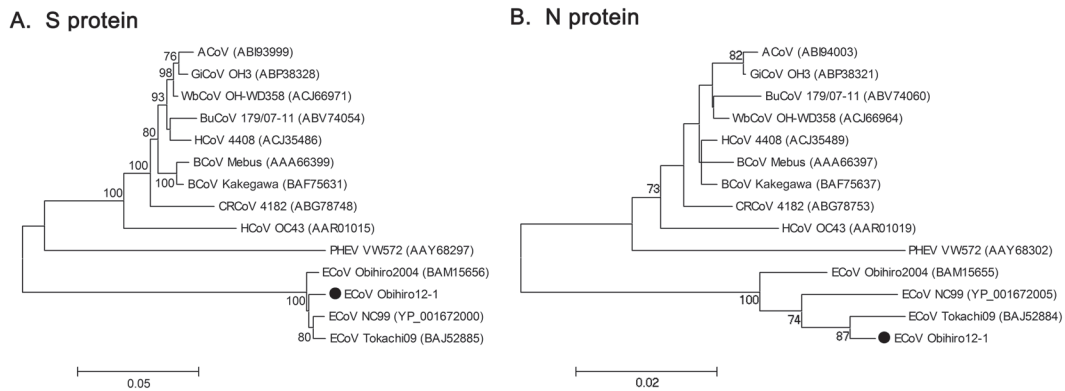 A. S protein
76
ACoV (ABI93999)
98
GiCoV OH3 (ABP38328)
93
WbCoV OH-WD358 (ACJ66971)
BuCoV 179/07-11 (ABV74054)
80
HCoV 4408 (ACJ35486)
100
BCoV Mebus (AAA66399)
100
BCoV Kakegawa (BAF75631)
100
CRCoV 4182 (ABG78748)
HCoV OC43 (AAR01015)
PHEV VW572 (AAY68297)
ECoV Obihiro2004 (BAM15656)
100
ECoV Obihiro12-1
ECoV NC99 (YP_001672000)
80
ECoV Tokachi09 (BAJ52885)
0.05
B. N protein
82
ACoV (ABI94003)
GiCoV OH3 (ABP38321)
BuCoV 179/07-11 (ABV74060)
WbCoV OH-WD358 (ACJ66964)
HCoV 4408 (ACJ35489)
BCoV Mebus (AAA66397)
73
BCoV Kakegawa (BAF75637)
CRCoV 4182 (ABG78753)
HCoV OC43 (AAR01019)
PHEV VW572 (AAY68302)
ECoV Obihiro2004 (BAM15655)
100
ECoV NC99 (YP_001672005)
74
ECoV Tokachi09 (BAJ52884)
87
ECoV Obihiro12-1
0.02